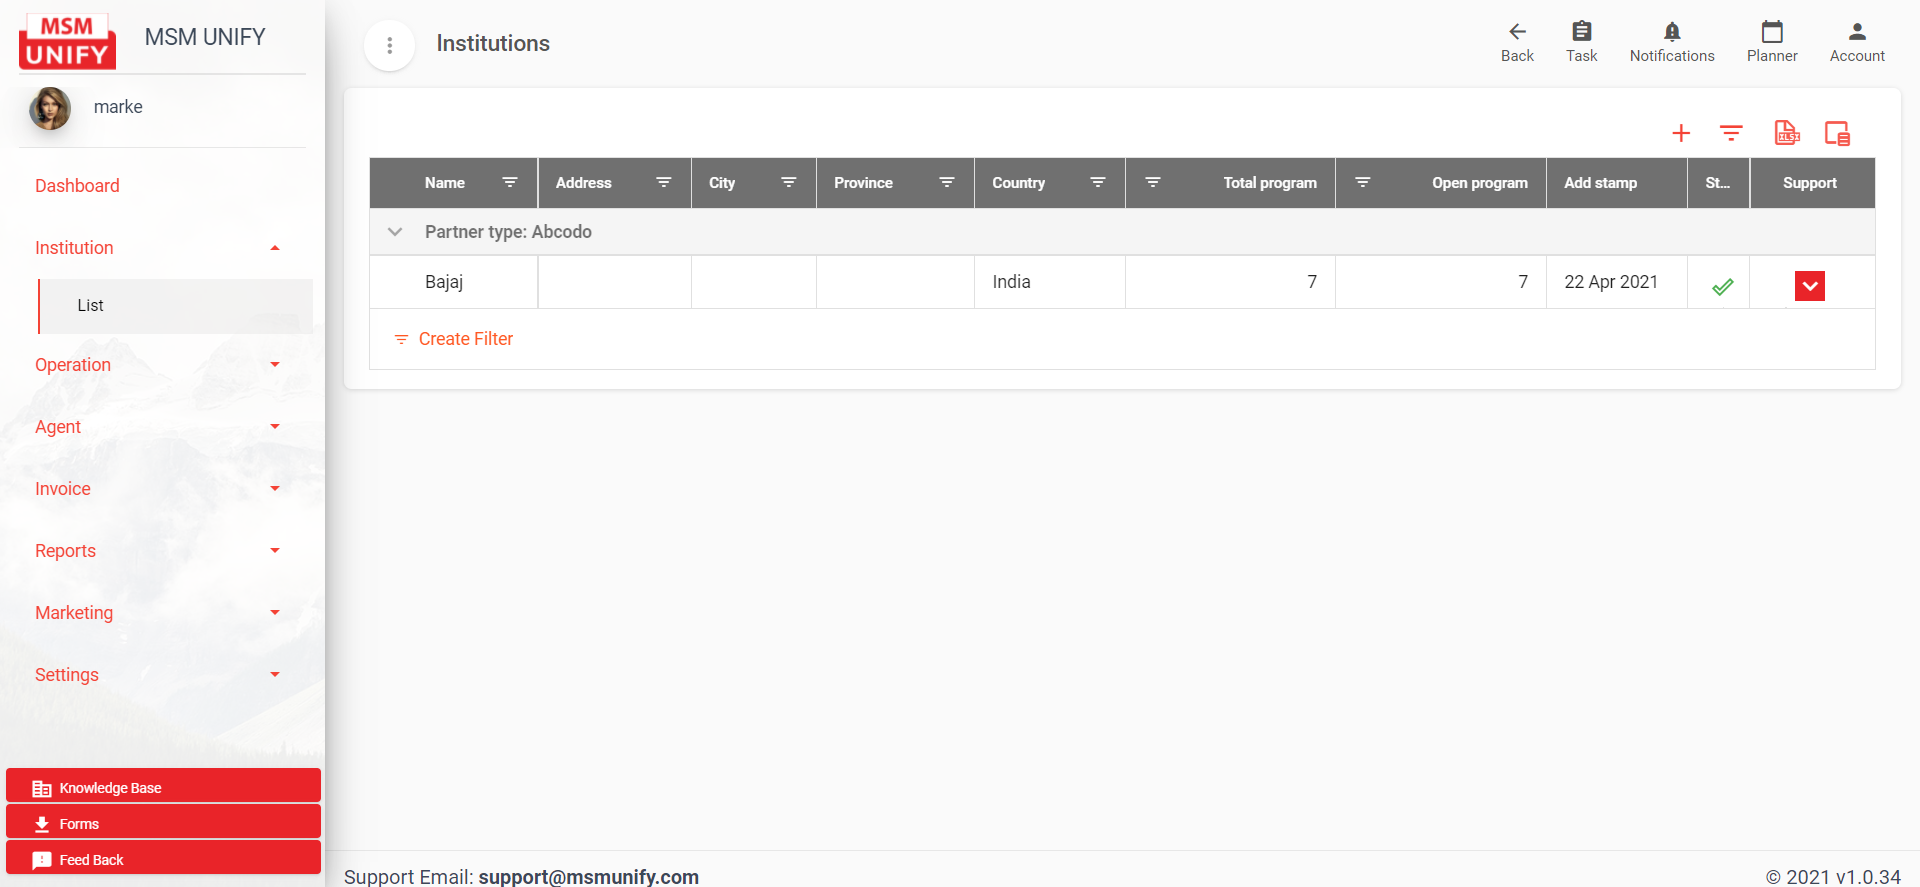 MSM
UNIFY
MSM UNIFY
marke
Dashboard
Institution
List
Operation
Agent
Invoice
Reports
Marketing
Settings
Knowledge Base
Forms
Feed Back
Institutions
Back
Task
Notifications
Planner
Account
XLSX
Name
Address
City
Province
Country
Total program
Open program
Add stamp
St...
Support
Partner type: Abcodo
Bajaj
India
7
7
22 Apr 2021
Create Filter
Support Email: support@msmunify.com
© 2021 v1.0.34